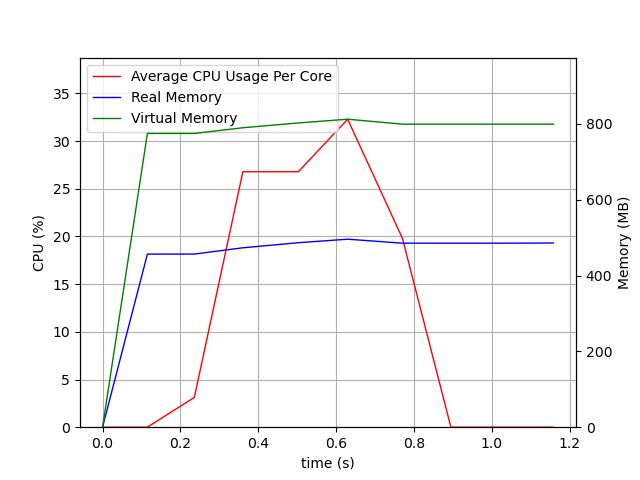 Average CPU Usage Per Core
Real Memory
Virtual Memory
35
30
25
20
15
10
5
0
CPU (%)
800
600
400
200
0
Memory (MB)
0.0 0.2 0.4 0.6 0.8 1.0 1.2
time (s)